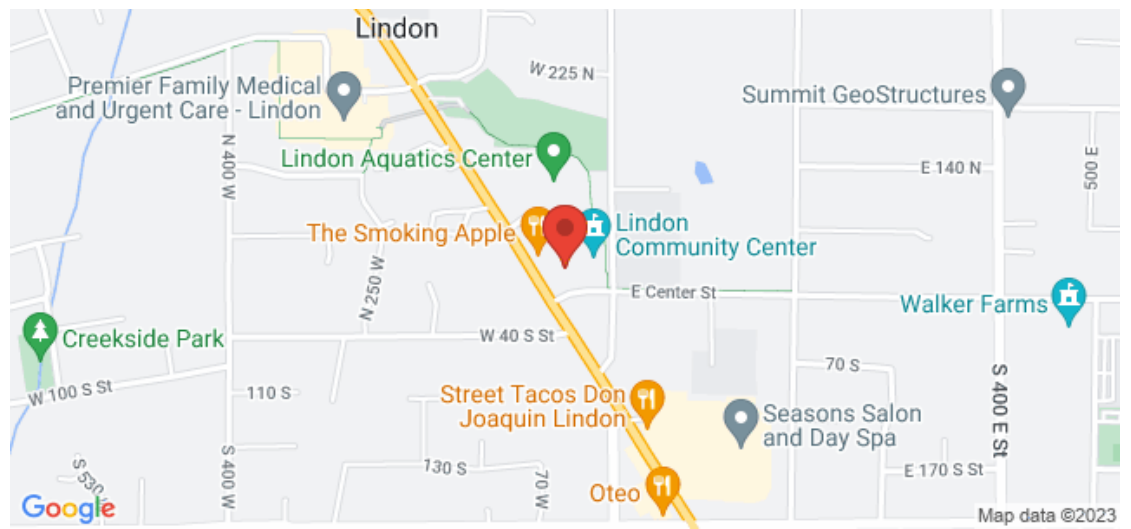 Lindon
W 225 N
Premier Family Medical
and Urgent Care - Lindon
Summit GeoStructures
N 400 W
Lindon Aquatics Center
E 140 N
500 E
The Smoking Apple
Lindon
Community Center
N 250 W
E Center St
Walker Farms
Creekside Park
W 40 S St
70 S
W 100 S St
110 S
Street Tacos Don
Joaquin Lindon
S 400 E St
Seasons Salon
and Day Spa
S 400 W
130 S
70 W
E 170 S St
Oteo
Google
Map data ©2023